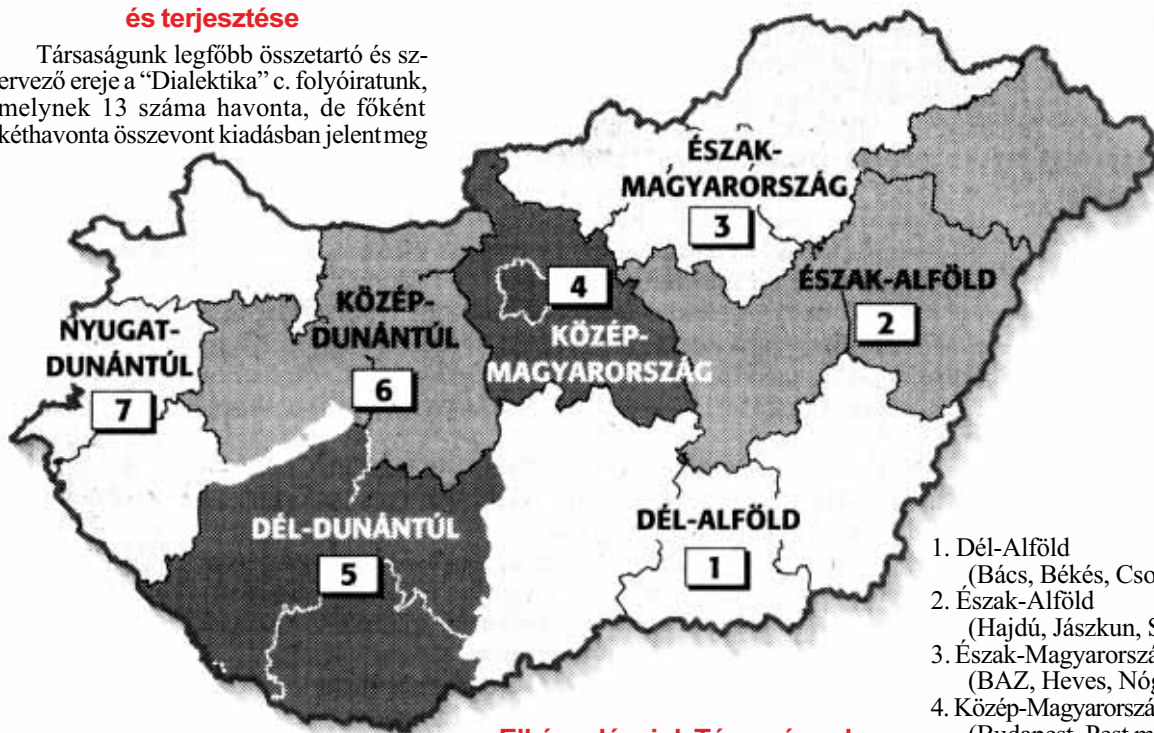 és terjesztése
Társaságunk legfőbb összetartó és sz-
ervező ereje a “Dialektika” c. folyóiratunk,
melynek 13 száma havonta, de főként
kéthavonta összevont kiadásban jelent meg
ÉSZAK-
MAGYARORSZÁG
3
ÉSZAK-ALFÖLD
2
4
KÖZÉP-
MAGYARORSZÁG
KÖZÉP-
DUNÁNTÚL
6
NYUGAT-
DUNÁNTÚL
7
DÉL-DUNÁNTÚL
5
DÉL-ALFÖLD
1
1. Dél-Alföld
(Bács, Békés, Cso
2. Észak-Alföld
(Hajdú, Jászkun, S
3. Észak-Magyarorszá
(BAZ, Heves, Nóg
4. Közép-Magyarorszá